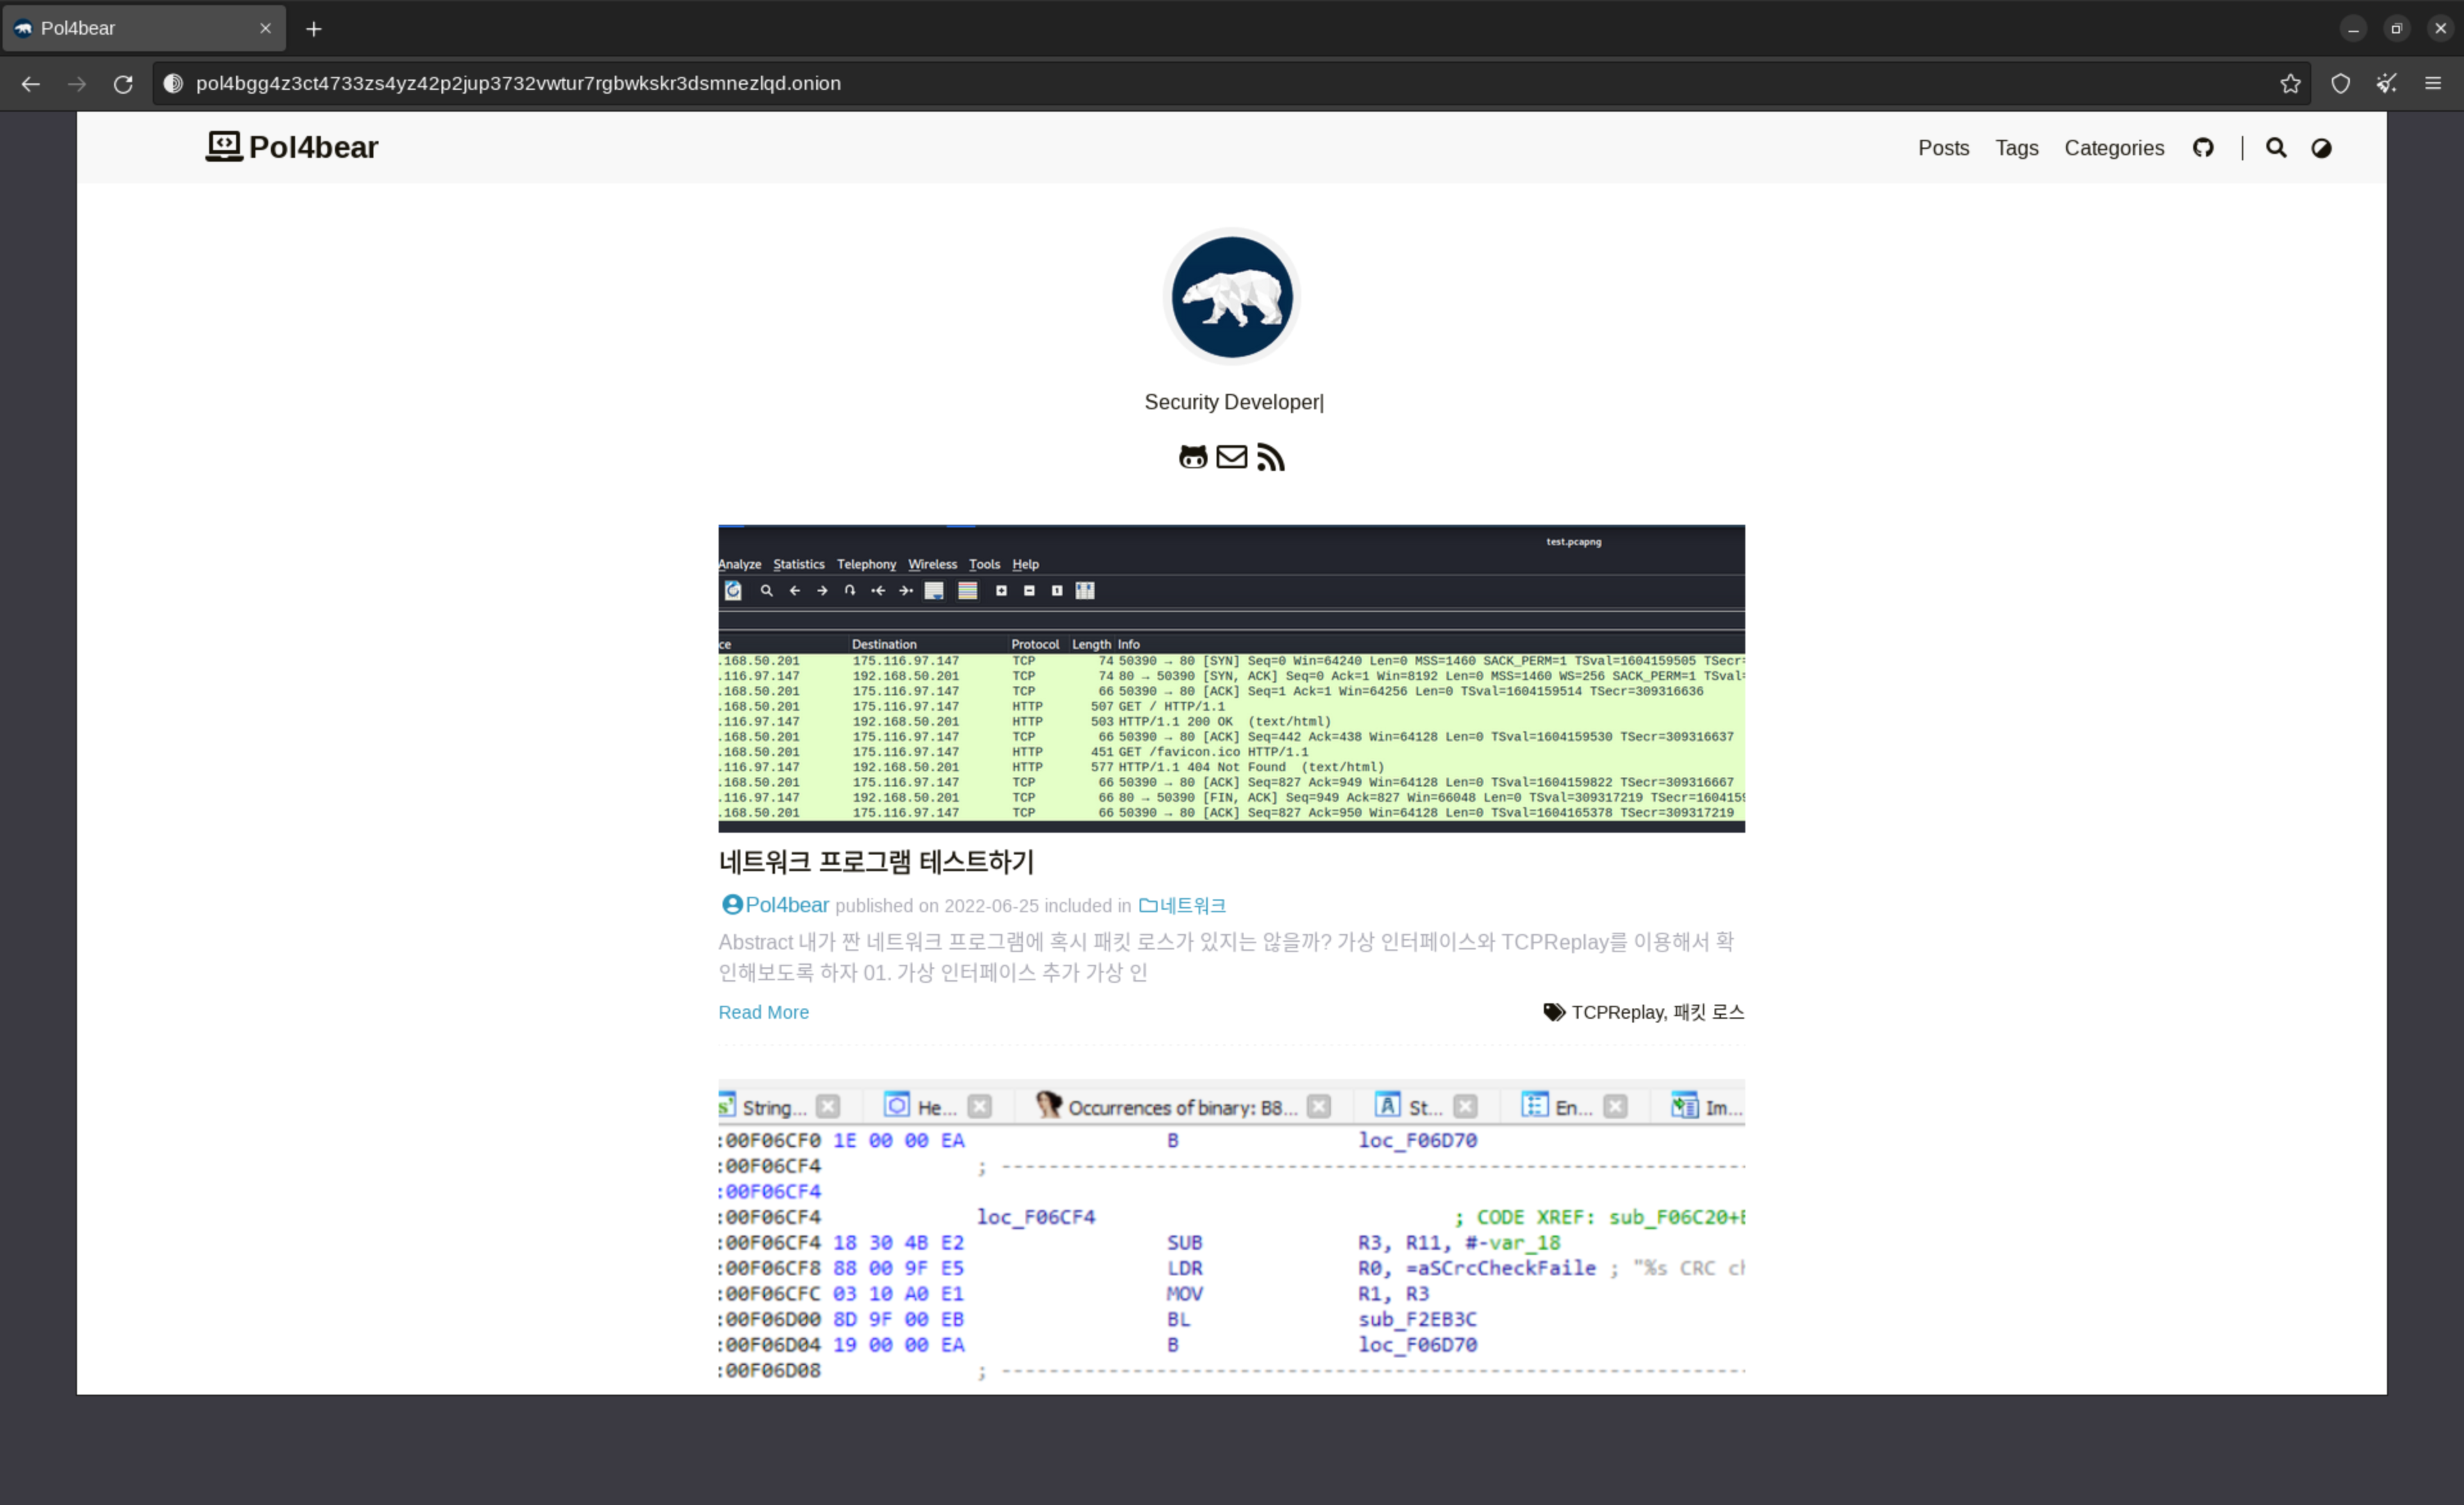 Pol4bear
pol4bgg4z3ct4733zs4yz42p2jup3732vwtur7rgbwkskr3dsmnezlqd.onion
Pol4bear Posts Tags Categories
Security Developer|
test.pcapng
Analyze Statistics Telephony Wireless Tools Help
ce Destination Protocol Length Info
.168.50.201 175.116.97.147 TCP 74 50390 → 80 [SYN] Seq=0 Win=64240 Len=0 MSS=1460 SACK_PERM=1 TSval=1604159505 TSecr=
.116.97.147 192.168.50.201 TCP 74 80 → 50390 [SYN, ACK] Seq=0 Ack=1 Win=8192 Len=0 MSS=1460 WS=256 SACK_PERM=1 TSval=
.168.50.201 175.116.97.147 TCP 66 50390 → 80 [ACK] Seq=1 Ack=1 Win=64256 Len=0 TSval=1604159514 TSecr=309316636
.168.50.201 175.116.97.147 HTTP 507 GET / HTTP/1.1
.116.97.147 192.168.50.201 HTTP 503 HTTP/1.1 200 OK (text/html)
.168.50.201 175.116.97.147 TCP 66 50390 → 80 [ACK] Seq=442 Ack=438 Win=64128 Len=0 TSval=1604159530 TSecr=309316637
.168.50.201 175.116.97.147 HTTP 451 GET /favicon.ico HTTP/1.1
.116.97.147 192.168.50.201 HTTP 577 HTTP/1.1 404 Not Found (text/html)
.168.50.201 175.116.97.147 TCP 66 50390 → 80 [ACK] Seq=827 Ack=949 Win=64128 Len=0 TSval=1604159822 TSecr=309316667
.116.97.147 192.168.50.201 TCP 66 80 → 50390 [FIN, ACK] Seq=949 Ack=827 Win=66048 Len=0 TSval=309317219 TSecr=1604159
.168.50.201 175.116.97.147 TCP 66 50390 → 80 [ACK] Seq=827 Ack=950 Win=64128 Len=0 TSval=1604165378 TSecr=309317219
네트워크 프로그램 테스트하기
Pol4bear published on 2022-06-25 included in 네트워크
Abstract 내가 짠 네트워크 프로그램에 혹시 패킷 로스가 있지는 않을까? 가상 인터페이스와 TCPReplay를 이용해서 확
인해보도록 하자 01. 가상 인터페이스 추가 가상 인
Read More TCPReplay, 패킷 로스
String... He... Occurrences of binary: B8... St... En... Im...
:00F06CF0 1E 00 00 EA B loc_F06D70
:00F06CF4 ; ---------------------------------------------------------------
:00F06CF4
:00F06CF4 loc_F06CF4 ; CODE XREF: sub_F06C20+
:00F06CF4 18 30 4B E2 SUB R3, R11, #-var_18
:00F06CF8 88 00 9F E5 LDR R0, =aSCrcCheckFaile ; "%s CRC ch
:00F06CFC 03 10 A0 E1 MOV R1, R3
:00F06D00 8D 9F 00 EB BL sub_F2EB3C
:00F06D04 19 00 00 EA B loc_F06D70
:00F06D08 ; ---------------------------------------------------------------